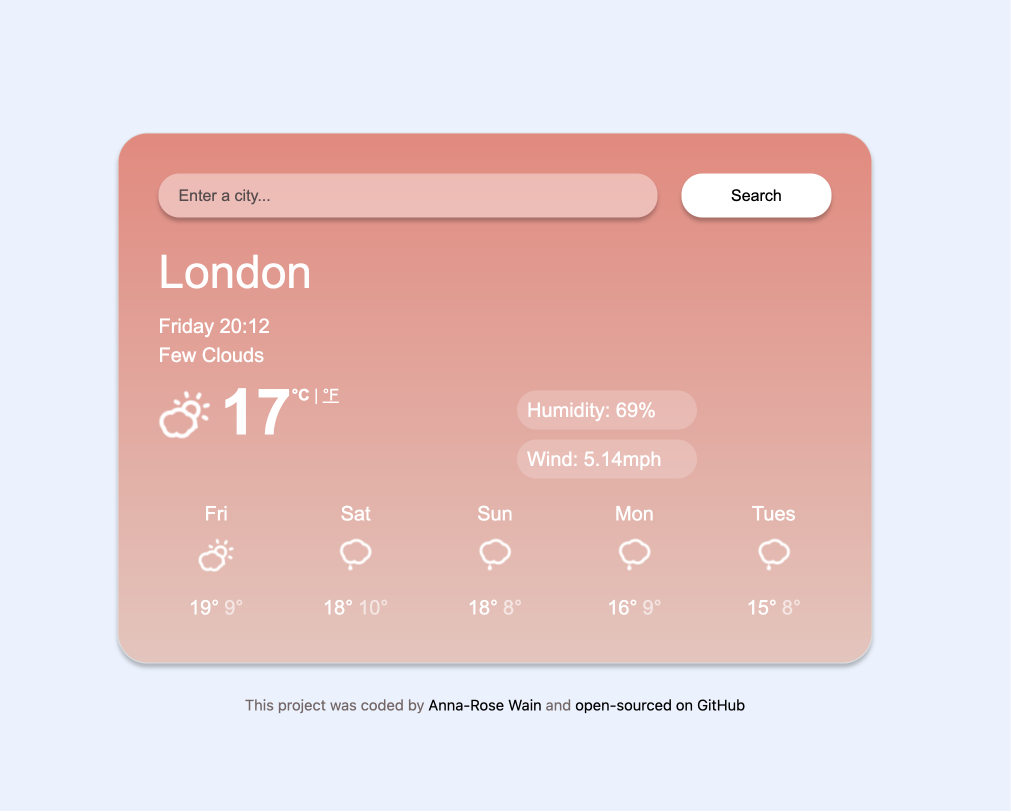 Enter a city...
Search
London
Friday 20:12
Few Clouds
17°C | °F
Humidity: 69%
Wind: 5.14mph
Fri Sat Sun Mon Tues
19° 9° 18° 10° 18° 8° 16° 9° 15° 8°
This project was coded by Anna-Rose Wain and open-sourced on GitHub